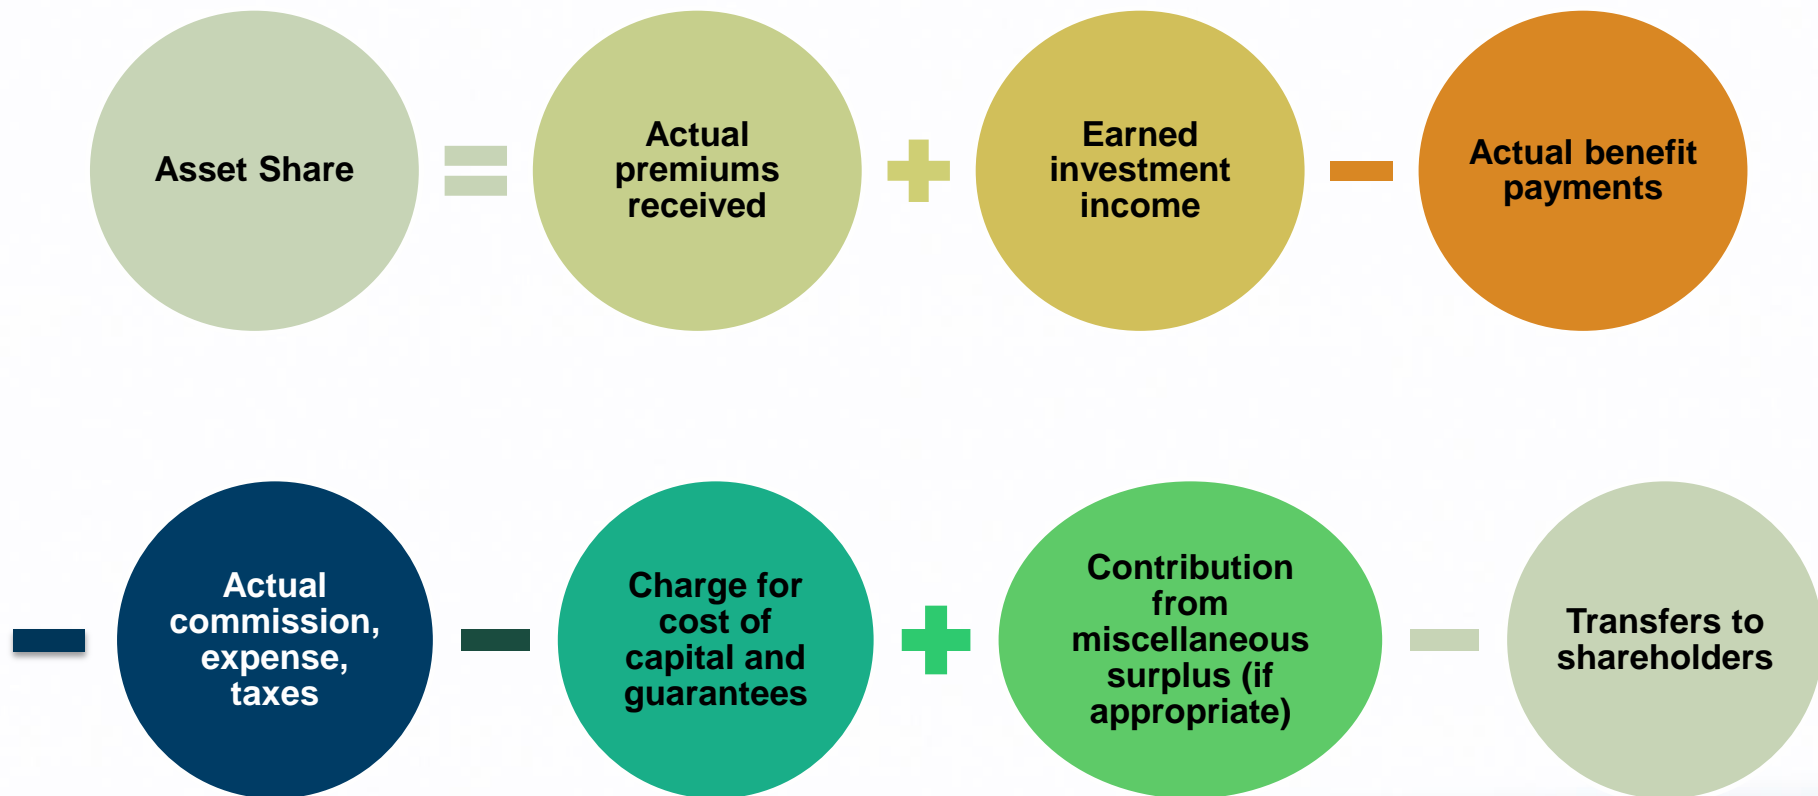 Asset Share
=
Actual
premiums
received
+
Earned
investment
income
−
Actual benefit
payments
−
Actual
commission,
expense,
taxes
−
Charge for
cost of
capital and
guarantees
+
Contribution
from
miscellaneous
surplus (if
appropriate)
−
Transfers to
shareholders